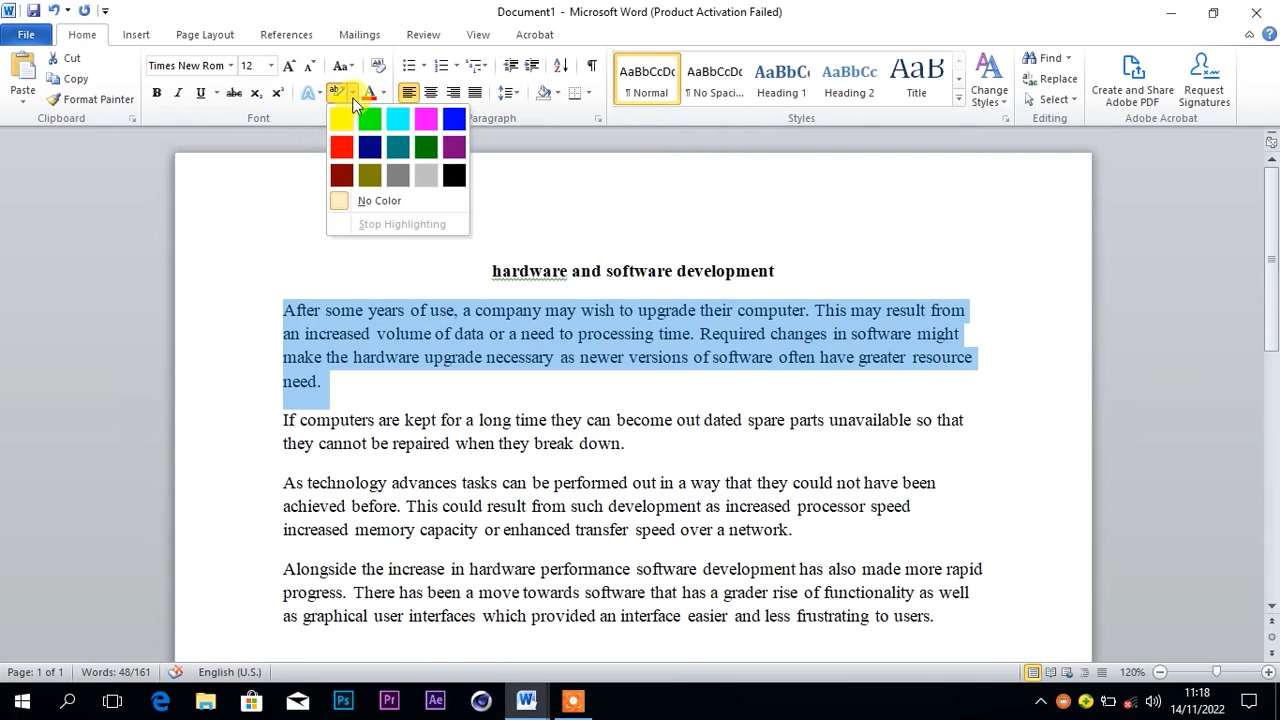 Document1 - Microsoft Word (Product Activation Failed)
File Home Insert Page Layout References Mailings Review View Acrobat
Paste
Cut
Copy
Format Painter
Clipboard
Times New Rom 12 Aa
B I U abc X₂ X² A ab A
Font
Paragraph
AaBbCcDc AaBbCcDc AaBbCc AaBbCc AaB
Normal No Spaci... Heading 1 Heading 2 Title
Change Styles
Styles
Find
Replace
Select
Editing
Create and Share Adobe PDF
Request Signatures
Adobe Acrobat
No Color
Stop Highlighting
hardware and software development
After some years of use, a company may wish to upgrade their computer. This may result from
an increased volume of data or a need to processing time. Required changes in software might
make the hardware upgrade necessary as newer versions of software often have greater resource
need.
If computers are kept for a long time they can become out dated spare parts unavailable so that
they cannot be repaired when they break down.
As technology advances tasks can be performed out in a way that they could not have been
achieved before. This could result from such development as increased processor speed
increased memory capacity or enhanced transfer speed over a network.
Alongside the increase in hardware performance software development has also made more rapid
progress. There has been a move towards software that has a grader rise of functionality as well
as graphical user interfaces which provided an interface easier and less frustrating to users.
Page: 1 of 1 Words: 48/161 English (U.S.) 120%
Ps Pr Ae W
11:18
14/11/2022